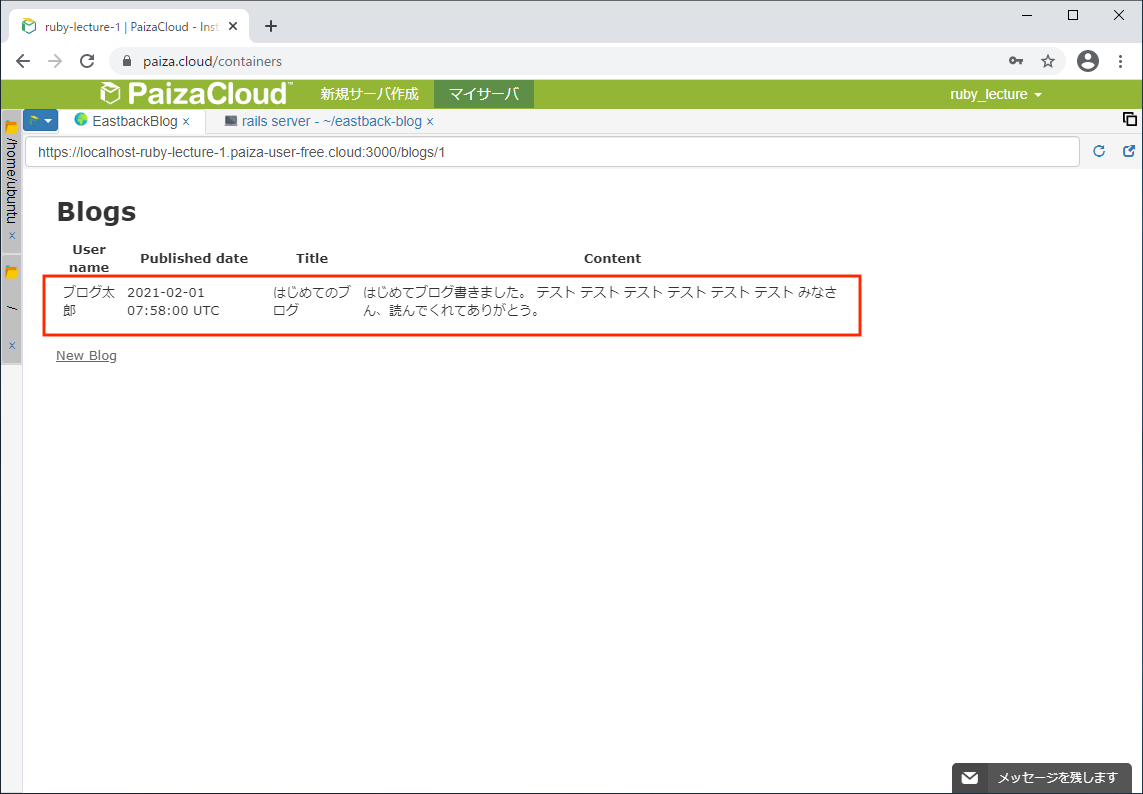 ruby-lecture-1 | PaizaCloud - Inst
paiza.cloud/containers
PaizaCloud™ 新規サーバ作成 マイサーバ ruby_lecture
EastbackBlog × rails server - ~/eastback-blog ×
/home/ubuntu ×
/ ×
https://localhost-ruby-lecture-1.paiza-user-free.cloud:3000/blogs/1
Blogs
User name Published date Title Content
ブログ太 2021-02-01 はじめてのブ はじめてブログ書きました。 テスト テスト テスト テスト テスト テスト みなさ
郎 07:58:00 UTC ログ ん、読んでくれてありがとう。
New Blog
メッセージを残します